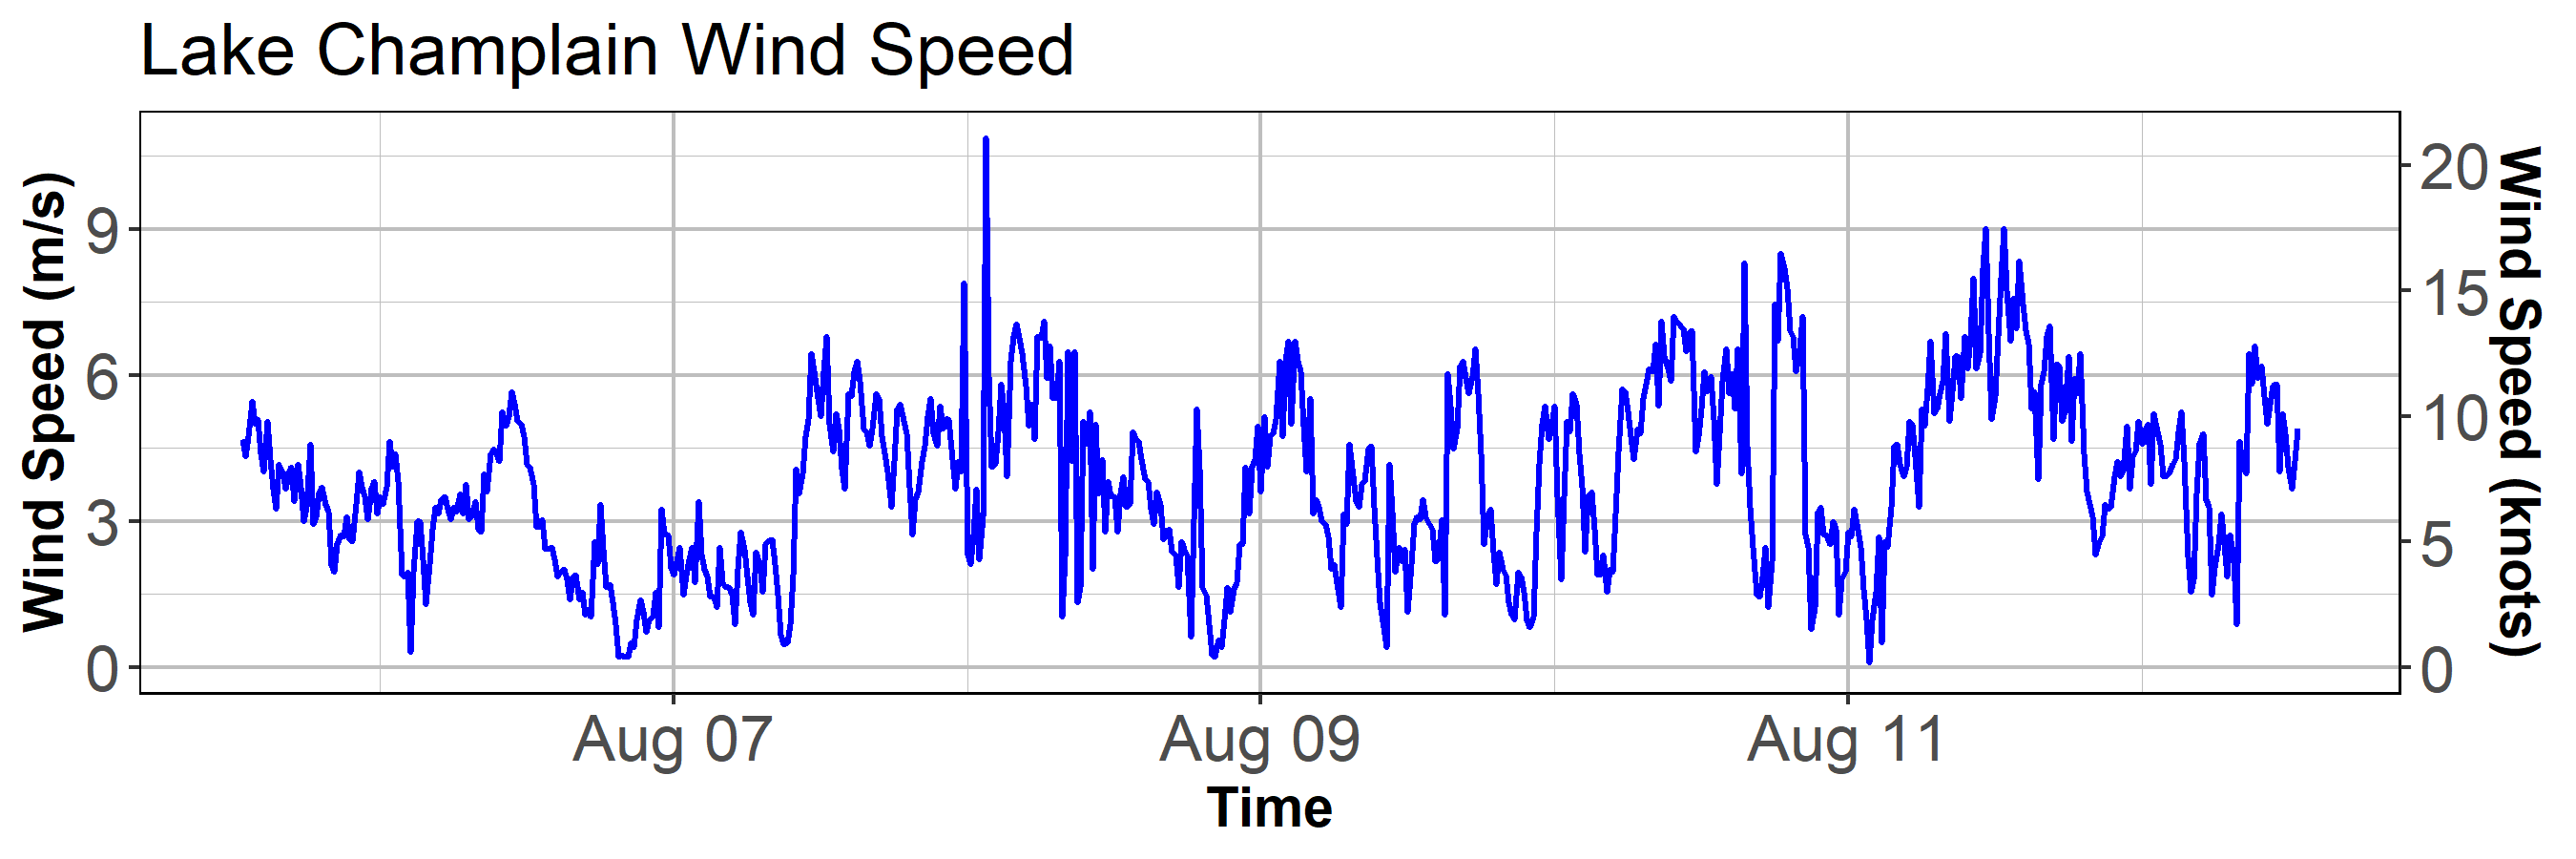 Lake Champlain Wind Speed
Wind Speed (m/s)
9
6
3
0
20
15
10
5
0
Wind Speed (knots)
Aug 07
Aug 09
Aug 11
Time